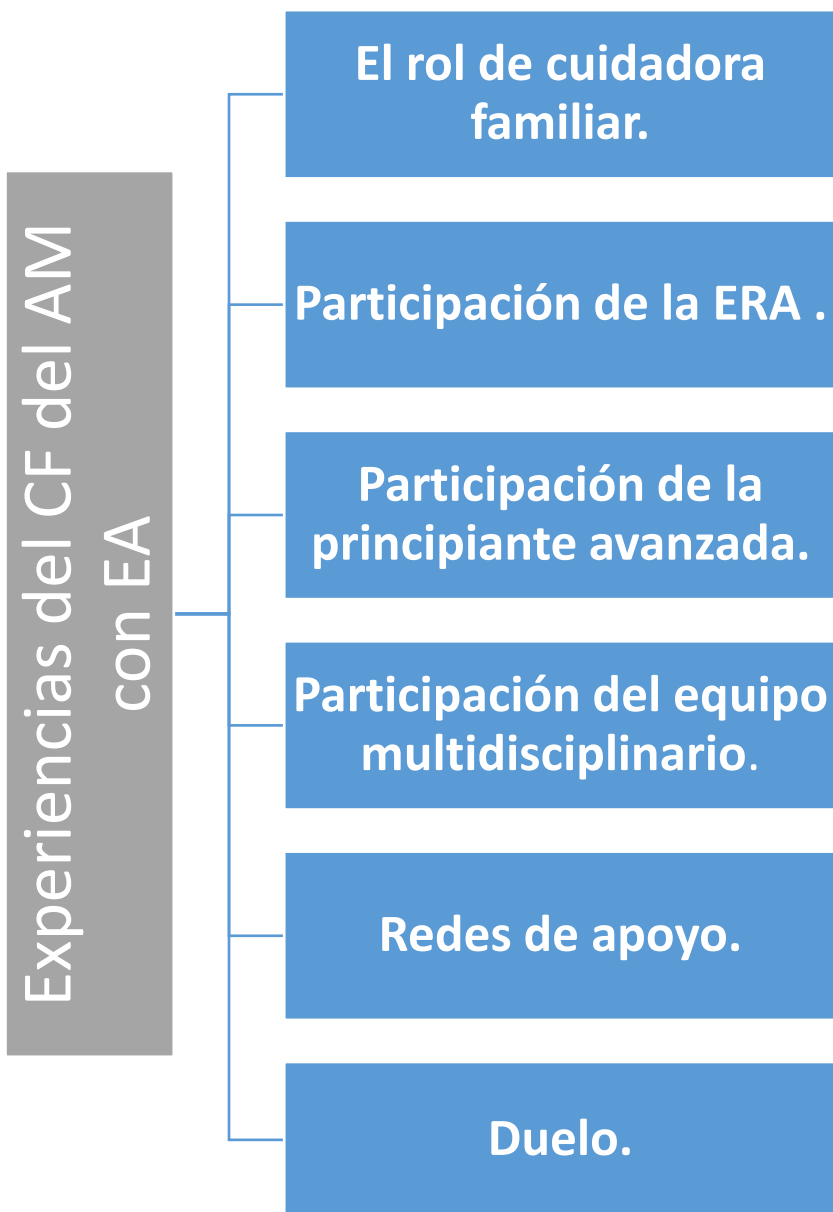 Experiencias del CF del AM
con EA
El rol de cuidadora
familiar.
Participación de la ERA .
Participación de la
principiante avanzada.
Participación del equipo
multidisciplinario.
Redes de apoyo.
Duelo.